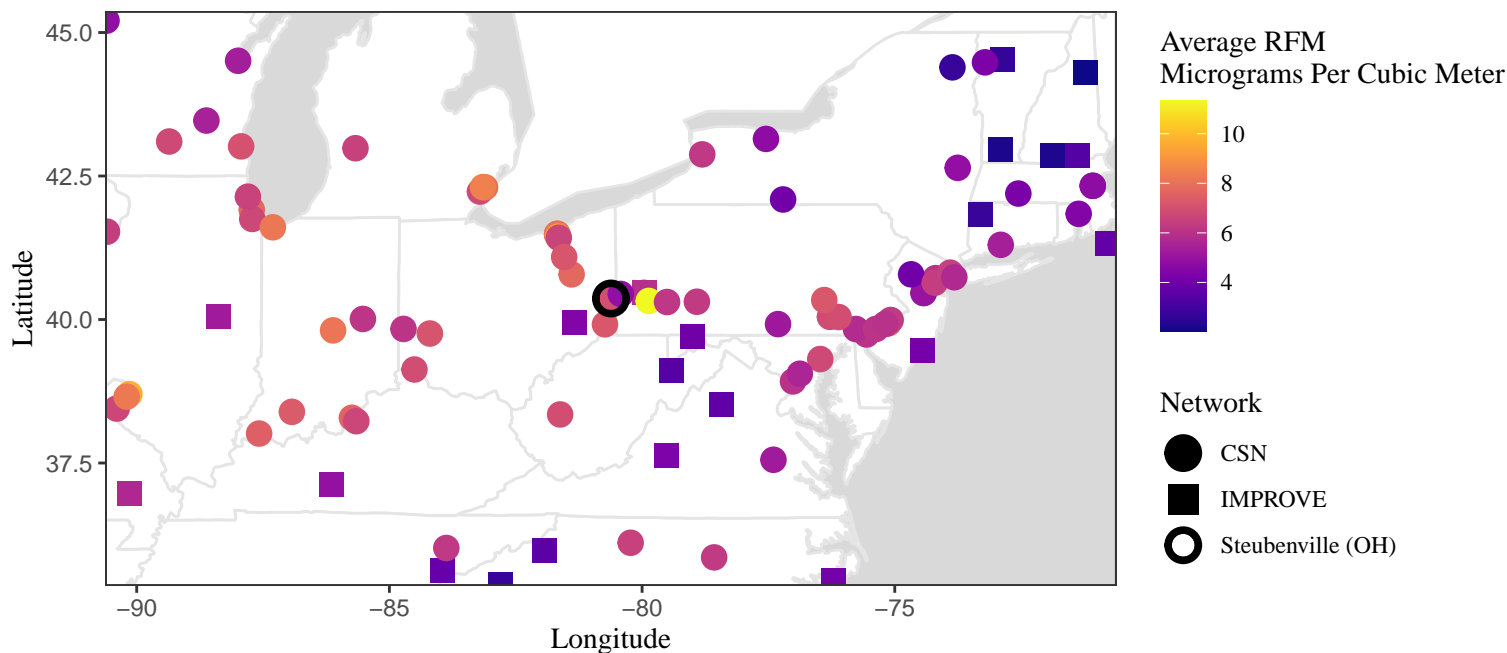 45.0
42.5
40.0
37.5
Latitude
−90
−85
−80
−75
Longitude
Average RFM
Micrograms Per Cubic Meter
10
8
6
4
Network
CSN
IMPROVE
Steubenville (OH)